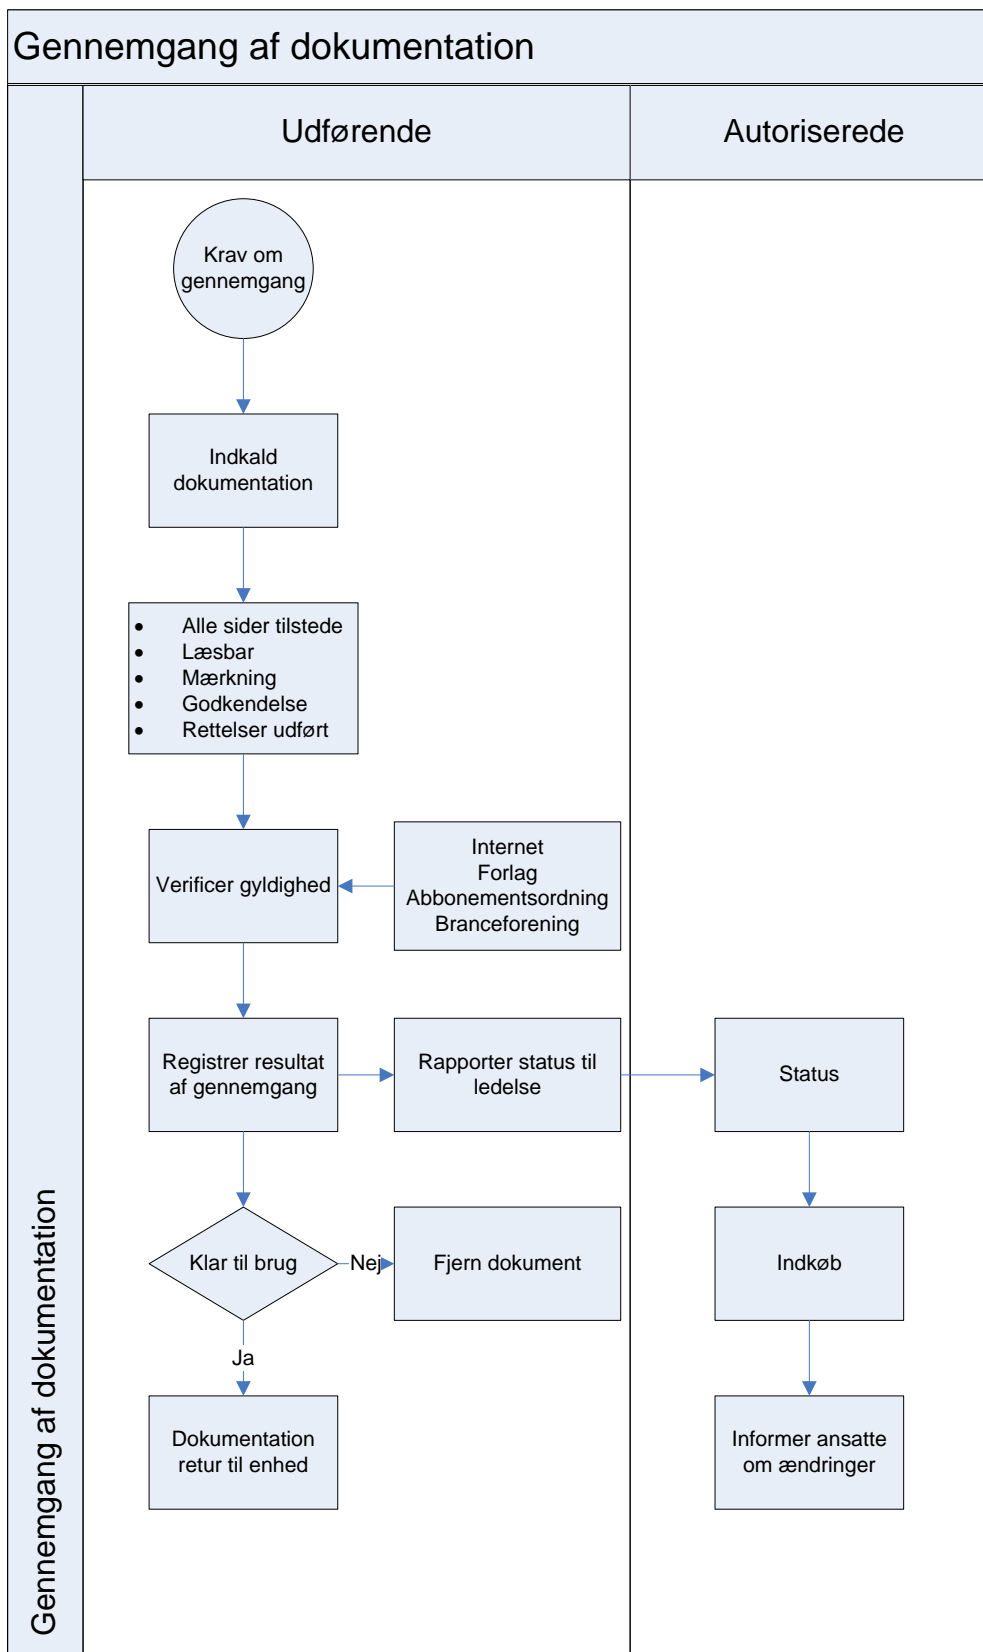 Gennemgang af dokumentation
Udførende
Autoriserede
Krav om
gennemgang
Indkald
dokumentation
• Alle sider tilstede
• Læsbar
• Mærkning
• Godkendelse
• Rettelser udført
Verificer gyldighed
Internet
Forlag
Abbonementsordning
Branceforening
Registrer resultat
af gennemgang
Rapporter status til
ledelse
Status
Klar til brug
Nej
Fjern dokument
Indkøb
Ja
Dokumentation
retur til enhed
Informer ansatte
om ændringer
Gennemgang af dokumentation